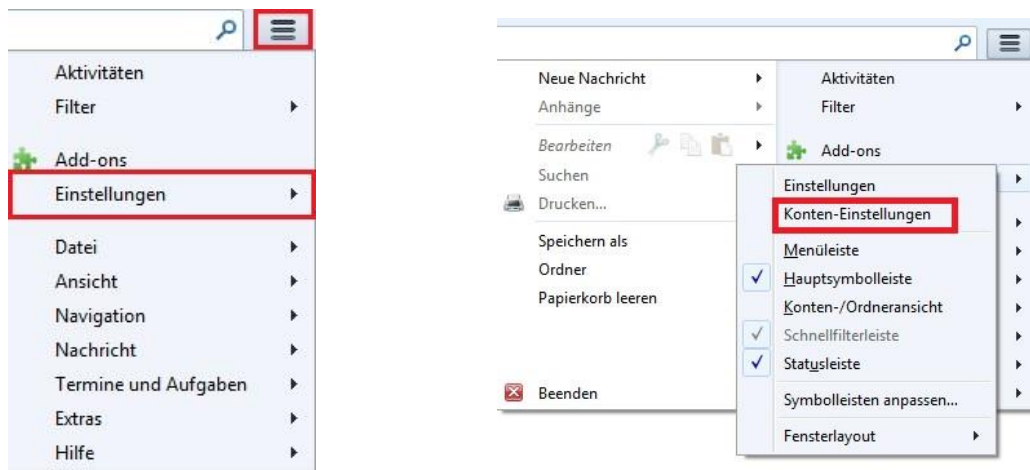 Aktivitäten
Filter
Add-ons
Einstellungen
Datei
Ansicht
Navigation
Nachricht
Termine und Aufgaben
Extras
Hilfe
Neue Nachricht
Anhänge
Bearbeiten
Suchen
Drucken...
Speichern als
Ordner
Papierkorb leeren
Beenden
Aktivitäten
Filter
Add-ons
Einstellungen
Konten-Einstellungen
Menüleiste
Hauptsymbolleiste
Konten-/Ordneransicht
Schnellfilterleiste
Statusleiste
Symbolleisten anpassen...
Fensterlayout